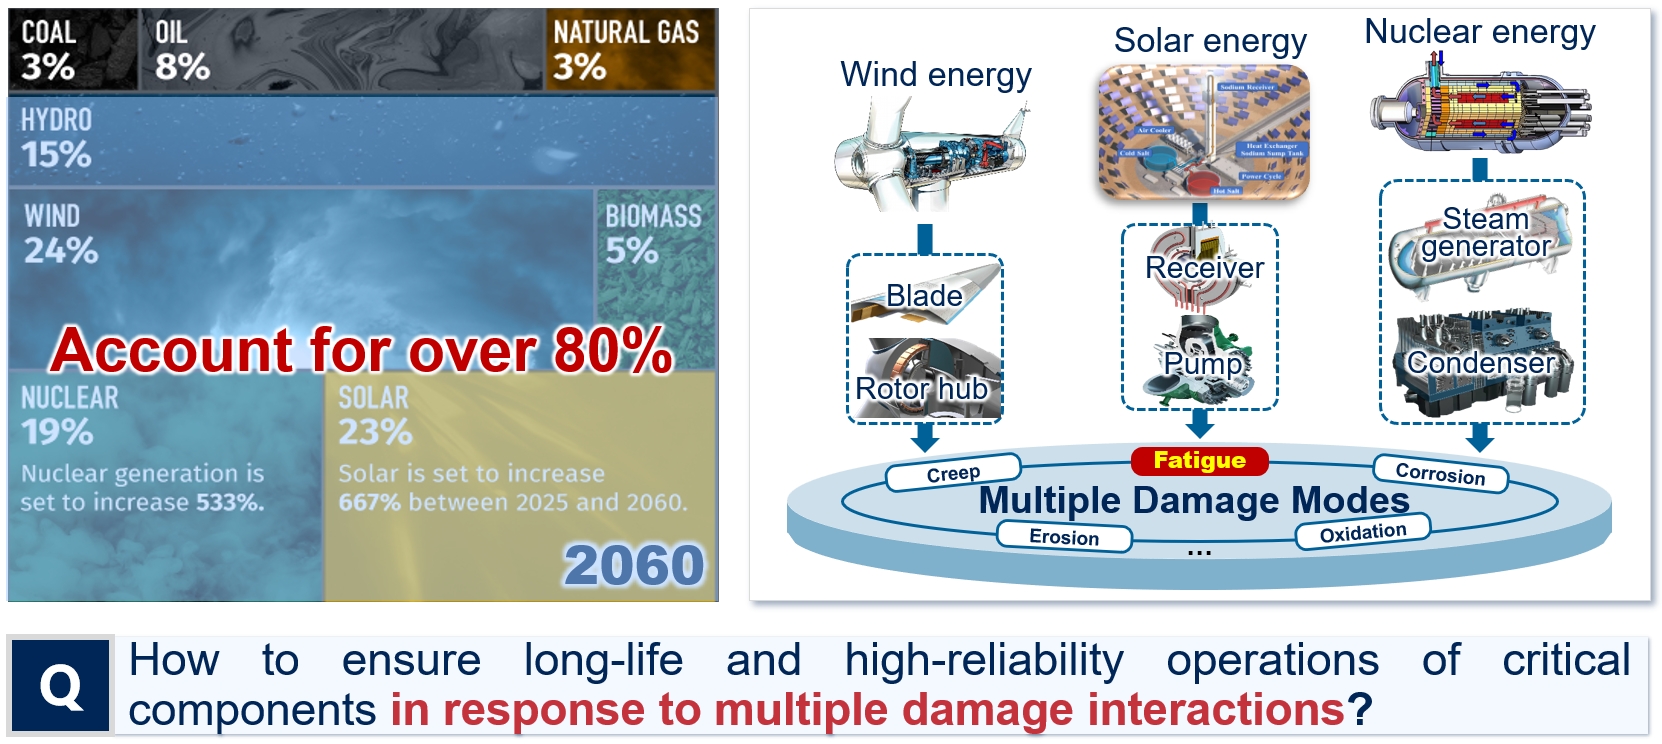 COAL
3%
OIL
8%
NATURAL GAS
3%
HYDRO
15%
WIND
24%
BIOMASS
5%
Account for over 80%
NUCLEAR
19%
Nuclear generation is
set to increase 533%.
SOLAR
23%
Solar is set to increase
667% between 2025 and 2060.
2060
Wind energy
Solar energy
Nuclear energy
Sodium Receiver
Air Cooler
Cold Salt
Heat Exchanger
Sodium Sump Tank
Power Cycle
Hot Salt
Blade
Rotor hub
Receiver
Pump
Steam
generator
Condenser
Creep
Fatigue
Corrosion
Multiple Damage Modes
Erosion
...
Oxidation
Q
How to ensure long-life and high-reliability operations of critical
components in response to multiple damage interactions?